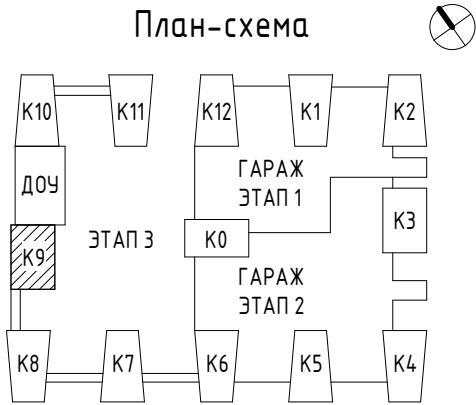 План-схема
К10
К11
К12
К1
К2
ГАРАЖ
ЭТАП 1
ДОУ
К3
ЭТАП 3
К0
К9
ГАРАЖ
ЭТАП 2
К8
К7
К6
К5
К4